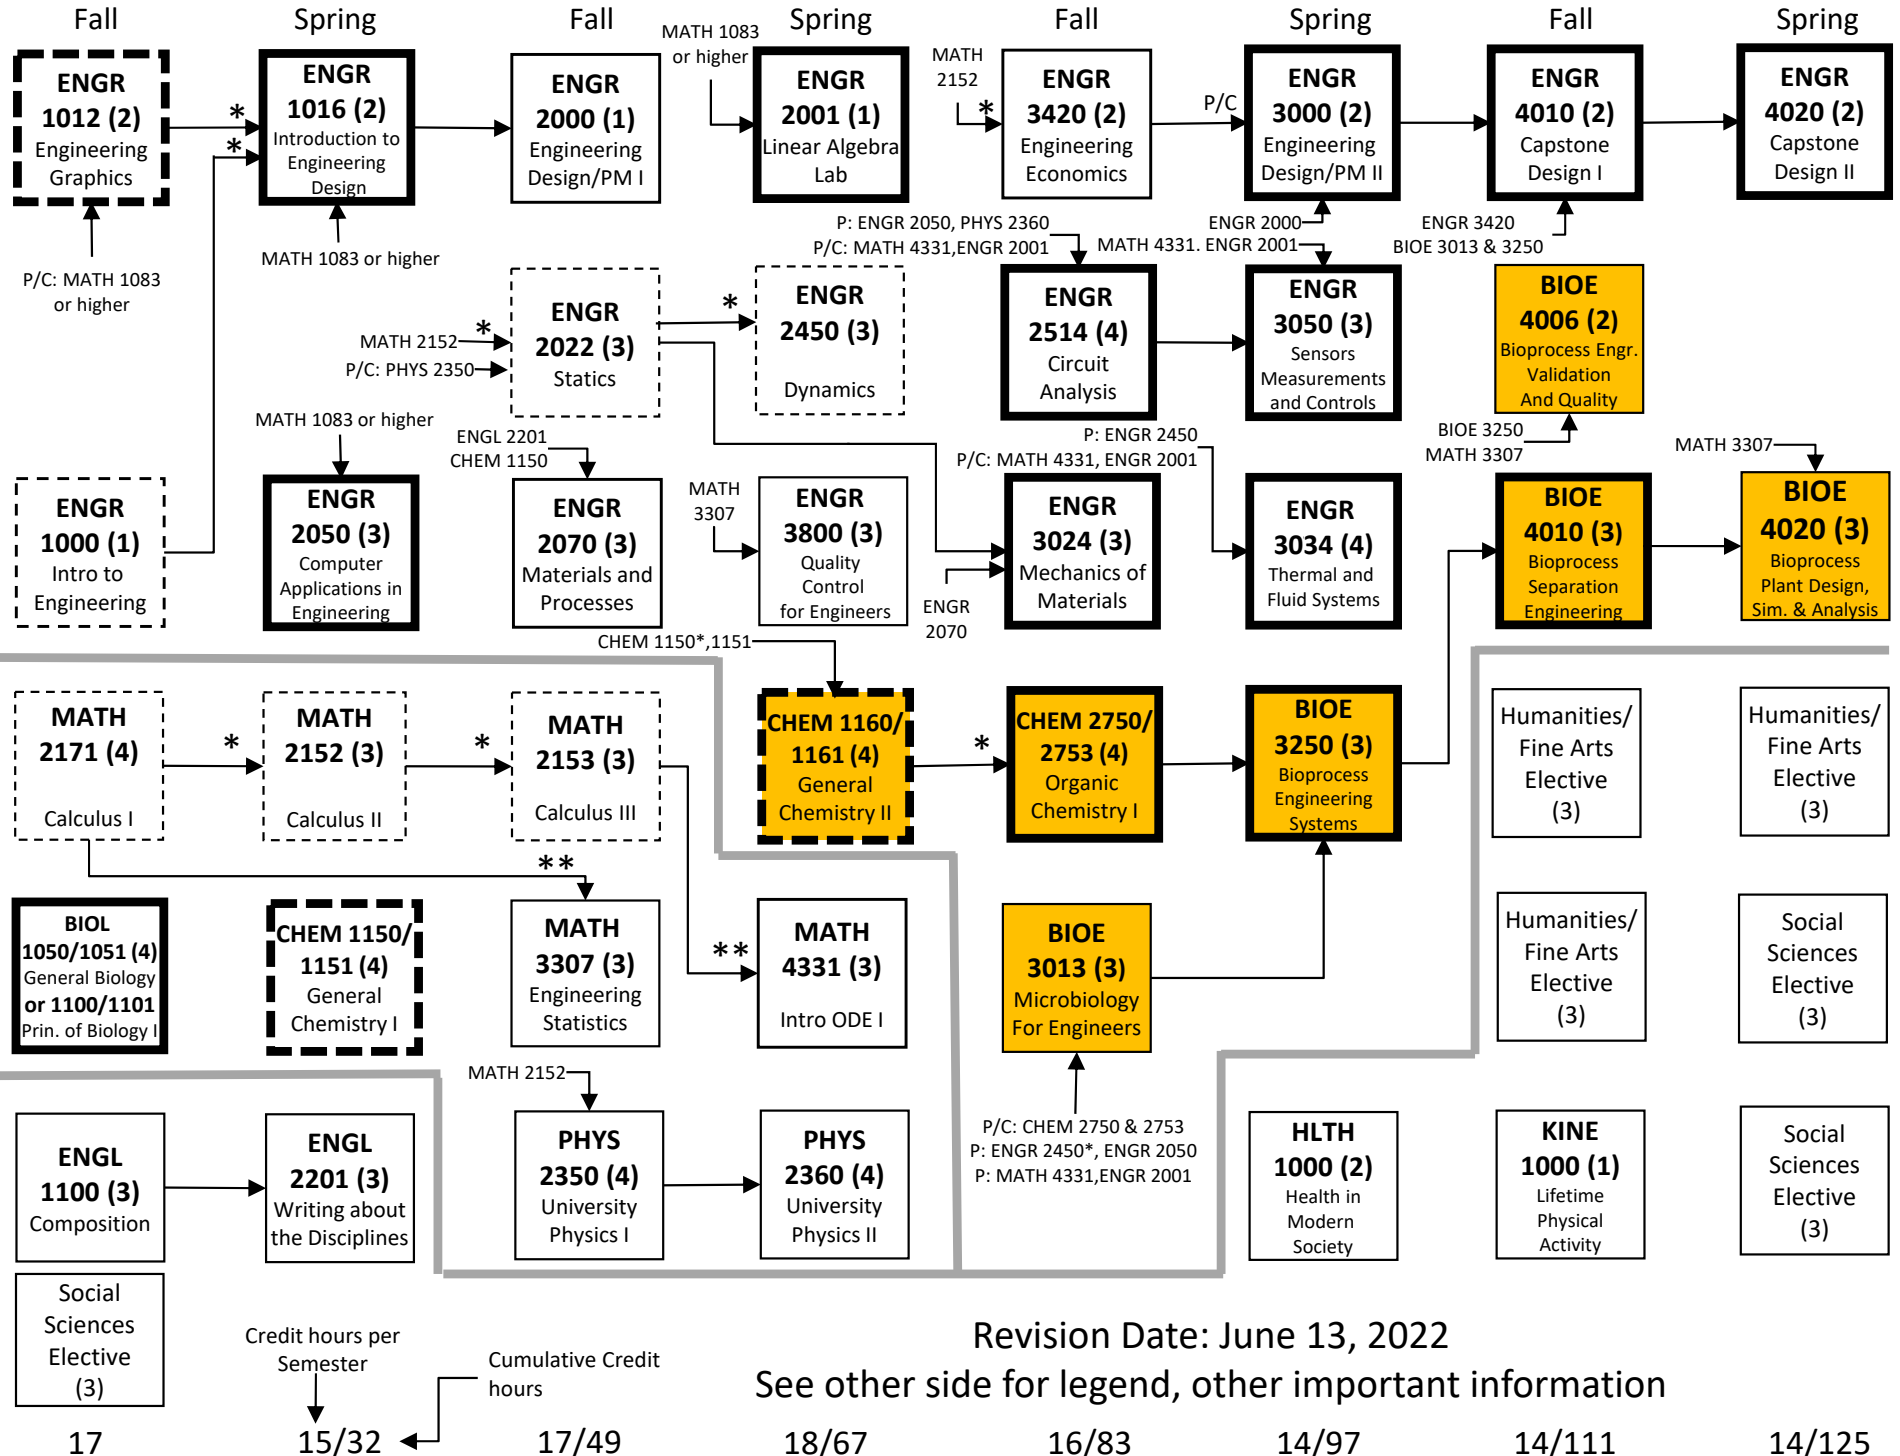 Fall
Spring
Fall
Spring
Fall
Spring
Fall
Spring
ENGR
1012 (2)
Engineering
Graphics
*
*
ENGR
1016 (2)
Introduction to
Engineering
Design
ENGR
2000 (1)
Engineering
Design/PM I
MATH 1083
or higher
ENGR
2001 (1)
Linear Algebra
Lab
MATH
2152
*
ENGR
3420 (2)
Engineering
Economics
P/C
ENGR
3000 (2)
Engineering
Design/PM II
ENGR
4010 (2)
Capstone
Design I
ENGR
4020 (2)
Capstone
Design II
P/C: MATH 1083
or higher
MATH 1083 or higher
P: ENGR 2050, PHYS 2360
P/C: MATH 4331,ENGR 2001
ENGR 2000
MATH 4331. ENGR 2001
ENGR 3420
BIOE 3013 & 3250
MATH 2152
*
P/C: PHYS 2350
ENGR
2022 (3)
Statics
*
ENGR
2450 (3)
Dynamics
ENGR
2514 (4)
Circuit
Analysis
ENGR
3050 (3)
Sensors
Measurements
and Controls
BIOE
4006 (2)
Bioprocess Engr.
Validation
And Quality
MATH 1083 or higher
ENGL 2201
CHEM 1150
MATH
3307
P: ENGR 2450
P/C: MATH 4331, ENGR 2001
BIOE 3250
MATH 3307
MATH 3307
ENGR
1000 (1)
Intro to
Engineering
ENGR
2050 (3)
Computer
Applications in
Engineering
ENGR
2070 (3)
Materials and
Processes
ENGR
3800 (3)
Quality
Control
for Engineers
ENGR
2070
ENGR
3024 (3)
Mechanics of
Materials
ENGR
3034 (4)
Thermal and
Fluid Systems
BIOE
4010 (3)
Bioprocess
Separation
Engineering
BIOE
4020 (3)
Bioprocess
Plant Design,
Sim. & Analysis
CHEM 1150*,1151
MATH
2171 (4)
Calculus I
*
MATH
2152 (3)
Calculus II
*
MATH
2153 (3)
Calculus III
CHEM 1160/
1161 (4)
General
Chemistry II
*
CHEM 2750/
2753 (4)
Organic
Chemistry I
BIOE
3250 (3)
Bioprocess
Engineering
Systems
Humanities/
Fine Arts
Elective
(3)
Humanities/
Fine Arts
Elective
(3)
**
BIOL
1050/1051 (4)
General Biology
or 1100/1101
Prin. of Biology I
CHEM 1150/
1151 (4)
General
Chemistry I
MATH
3307 (3)
Engineering
Statistics
**
MATH
4331 (3)
Intro ODE I
BIOE
3013 (3)
Microbiology
For Engineers
Humanities/
Fine Arts
Elective
(3)
Social
Sciences
Elective
(3)
MATH 2152
P/C: CHEM 2750 & 2753
P: ENGR 2450*, ENGR 2050
P: MATH 4331,ENGR 2001
ENGL
1100 (3)
Composition
ENGL
2201 (3)
Writing about
the Disciplines
PHYS
2350 (4)
University
Physics I
PHYS
2360 (4)
University
Physics II
HLTH
1000 (2)
Health in
Modern
Society
KINE
1000 (1)
Lifetime
Physical
Activity
Social
Sciences
Elective
(3)
Social
Sciences
Elective
(3)
Credit hours per
Semester
Cumulative Credit
hours
Revision Date: June 13, 2022
See other side for legend, other important information
17
15/32
17/49
18/67
16/83
14/97
14/111
14/125